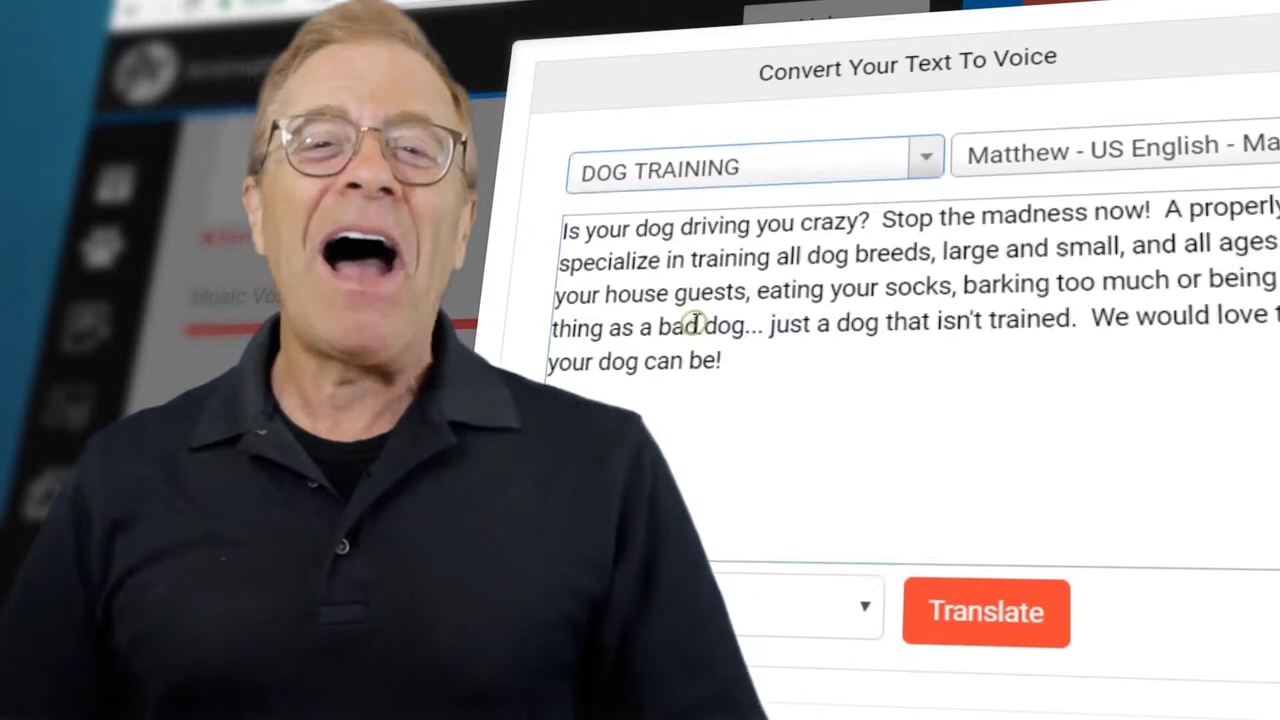 Convert Your Text To Voice
DOG TRAINING
Matthew - US English - Ma
Is your dog driving you crazy?  Stop the madness now!  A properly
specialize in training all dog breeds, large and small, and all ages
your house guests, eating your socks, barking too much or being
thing as a bad dog... just a dog that isn't trained.  We would love
your dog can be!
Music Vo
Translate